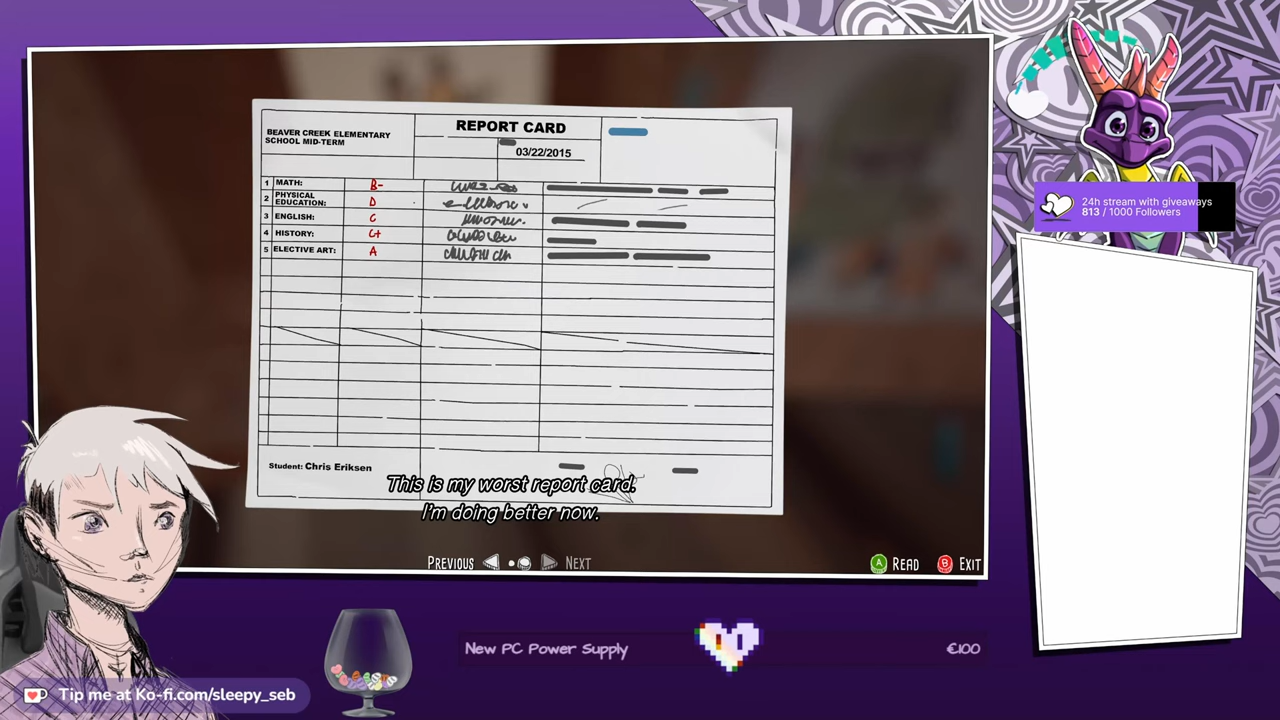 BEAVER CREEK ELEMENTARY
SCHOOL MID-TERM
REPORT CARD
03/22/2015
1 MATH: B-
2 PHYSICAL
EDUCATION: D
3 ENGLISH: C
4 HISTORY: C+
5 ELECTIVE ART: A
Student: Chris Eriksen
This is my worst report card.
I'm doing better now.
PREVIOUS NEXT
A READ B EXIT
24h stream with giveaways
813 / 1000 Followers
New PC Power Supply €100
Tip me at Ko-fi.com/sleepy_seb